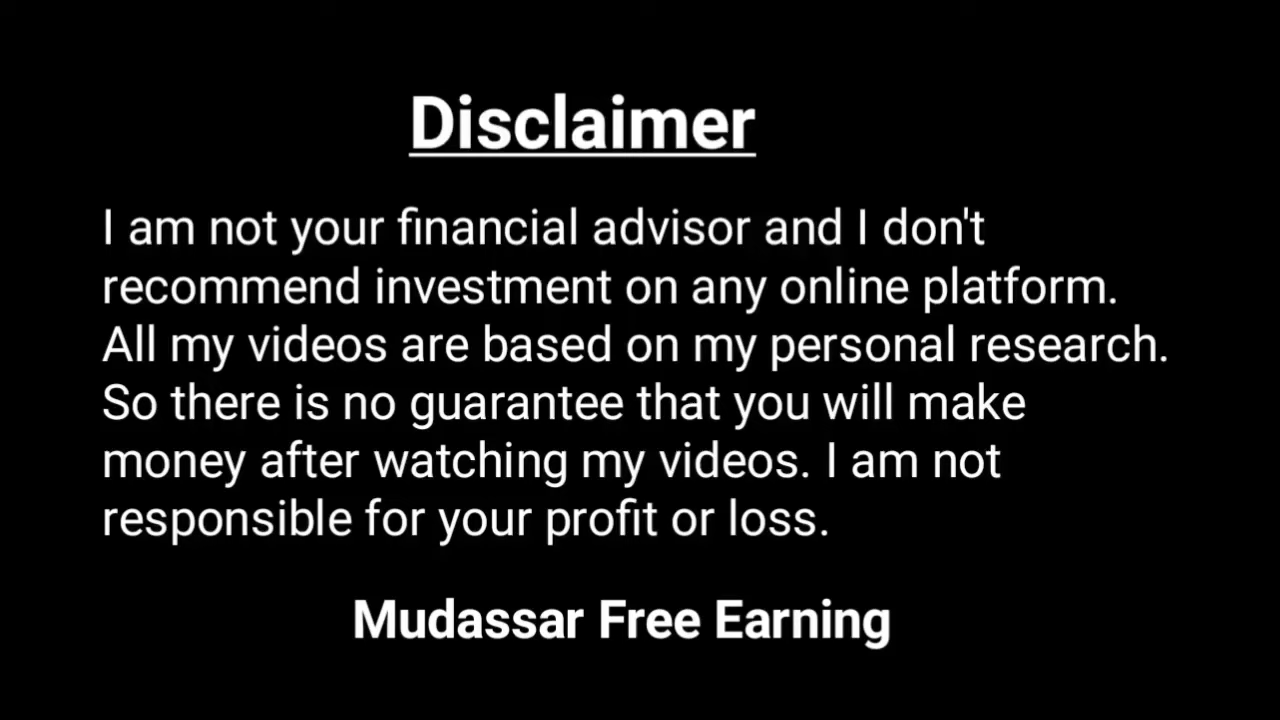 Disclaimer
I am not your financial advisor and I don't
recommend investment on any online platform.
All my videos are based on my personal research.
So there is no guarantee that you will make
money after watching my videos. I am not
responsible for your profit or loss.
Mudassar Free Earning